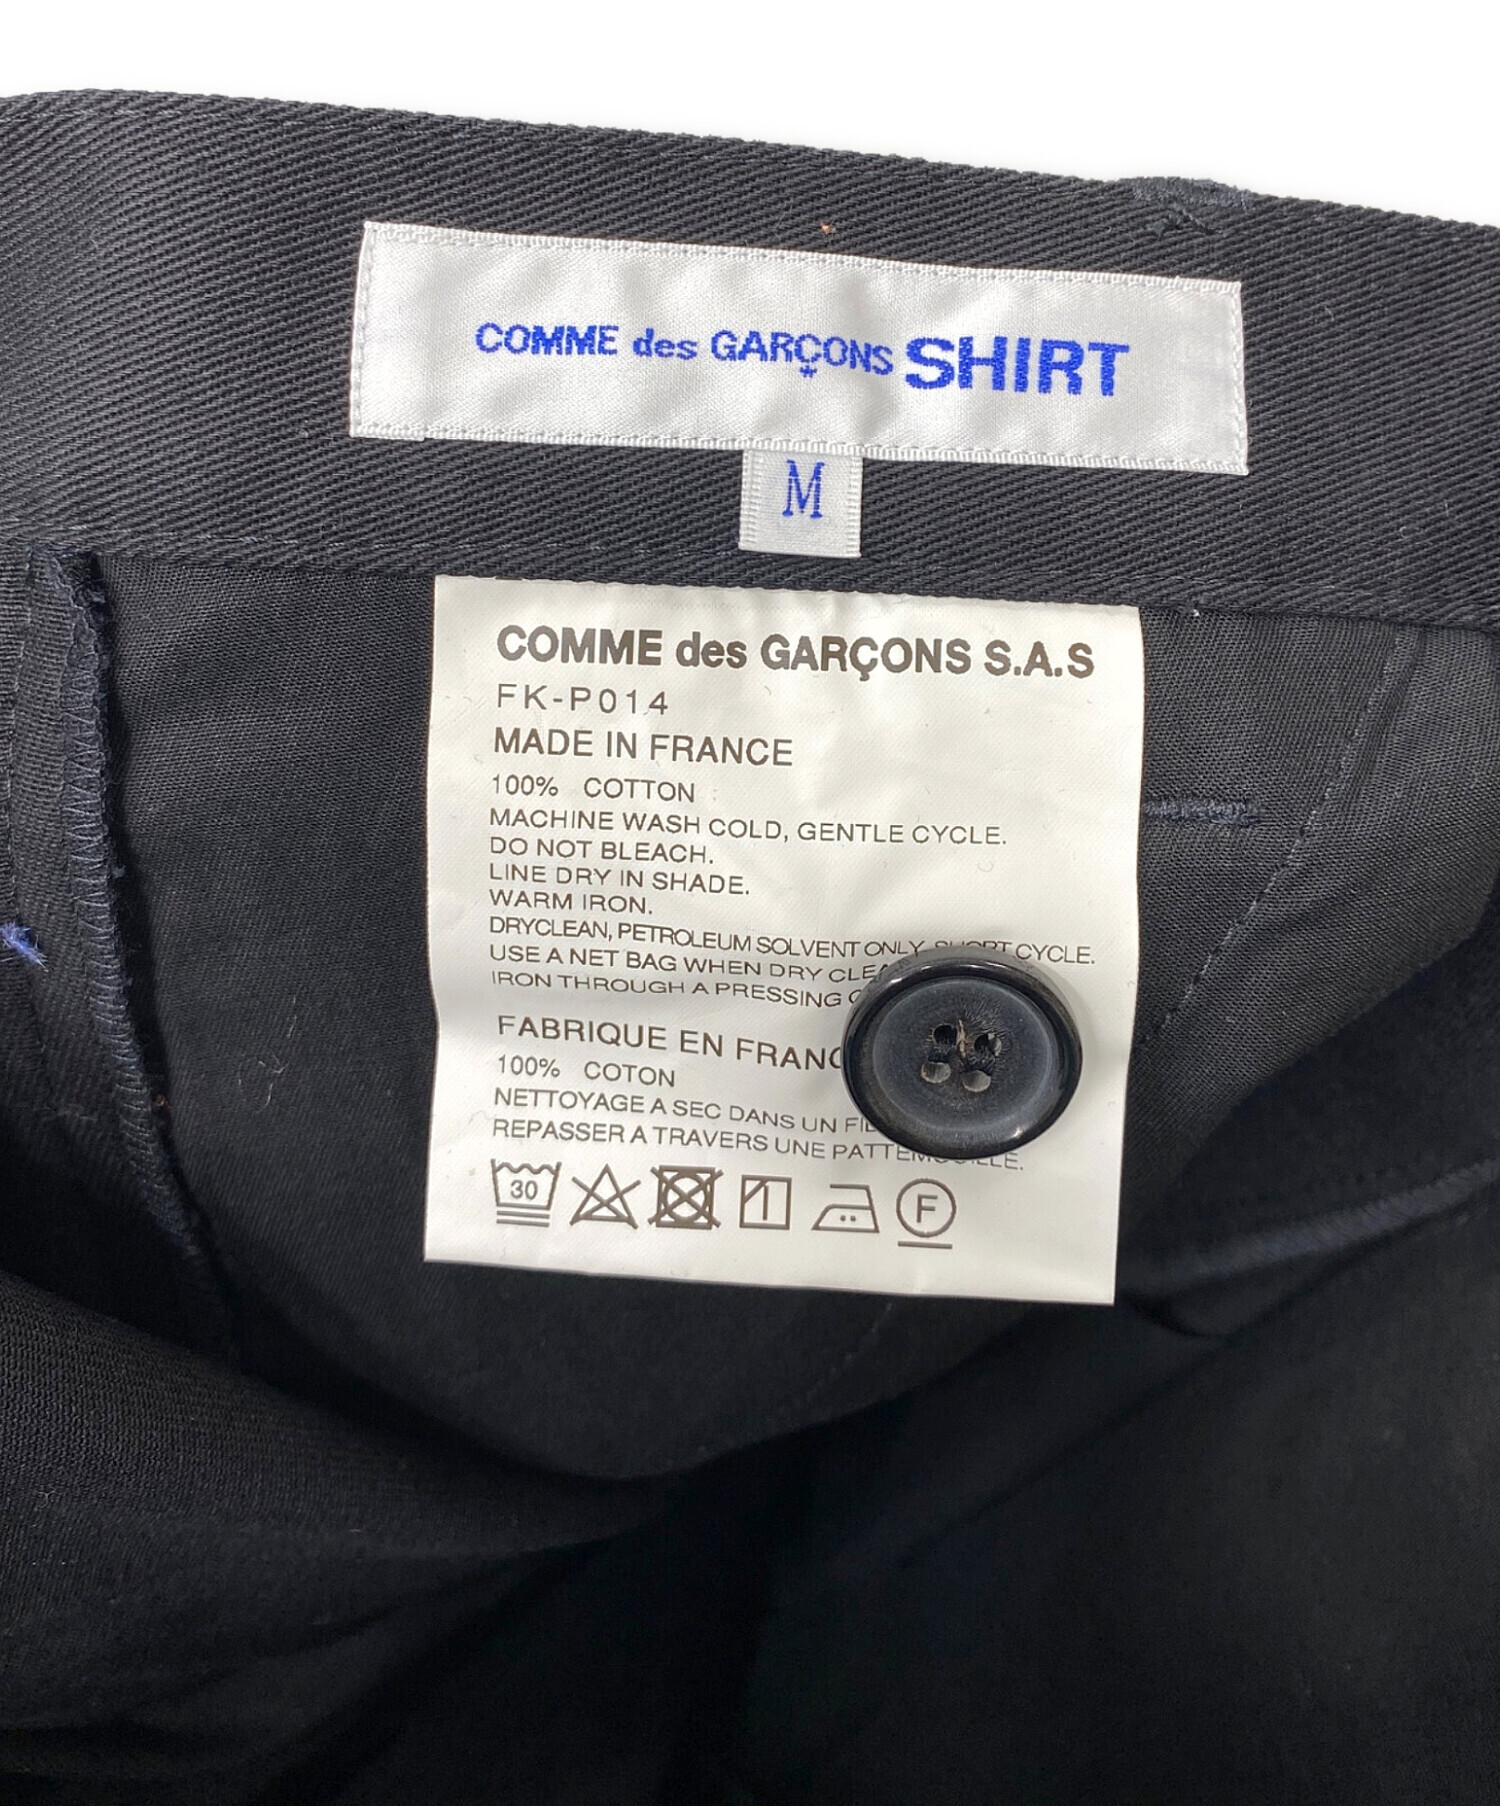 COMME des GARÇONS SHIRT
M
COMME des GARÇONS S.A.S
FK-P014
MADE IN FRANCE
100% COTTON
MACHINE WASH COLD, GENTLE CYCLE.
DO NOT BLEACH.
LINE DRY IN SHADE.
WARM IRON.
DRYCLEAN, PETROLEUM SOLVENT ONLY, SHORT CYCLE.
USE A NET BAG WHEN DRY
IRON THROUGH A PRESSING
FABRIQUE EN
100% COTON
NETTOYAGE A SEC DANS UN
REPASSER A TRAVERS UNE PATTEMOUILLE.
30
F